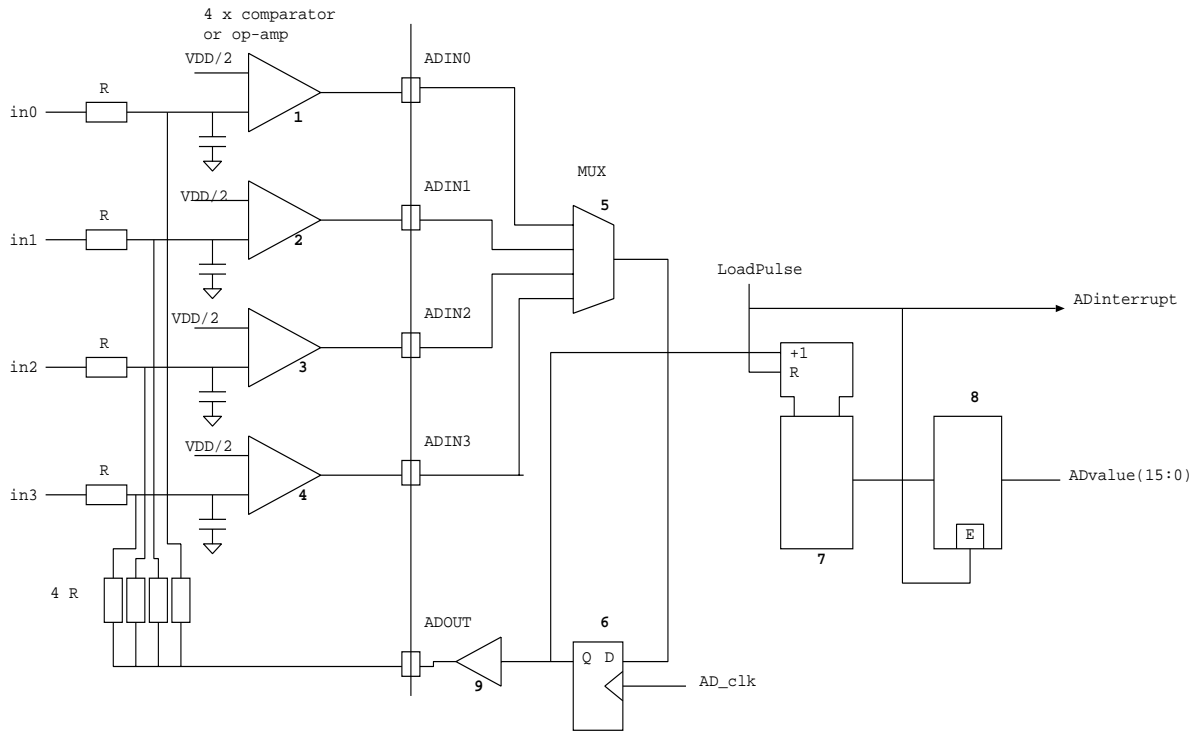 4 x comparator
or op-amp
VDD/2
ADIN0
R
in0
1
MUX
VDD/2
ADIN1
R
in1
2
5
LoadPulse
ADinterrupt
VDD/2
ADIN2
R
in2
3
+1
R
8
VDD/2
ADIN3
R
in3
4
ADvalue(15:0)
E
7
4 R
ADOUT
6
Q D
9
AD_clk